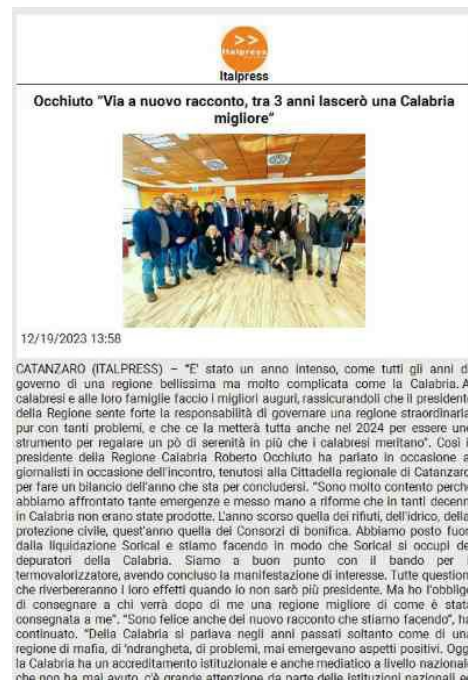 >>
Italpress
Italpress
Occhiuto "Via a nuovo racconto, tra 3 anni lascerò una Calabria
migliore"
12/19/2023 13:58
CATANZARO (ITALPRESS) – "E' stato un anno intenso, come tutti gli anni d
governo di una regione bellissima ma molto complicata come la Calabria. A
calabresi e alle loro famiglie faccio i migliori auguri, rassicurandoli che il president
della Regione sente forte la responsabilità di governare una regione straordinaria
pur con tanti problemi, e che ce la metterà tutta anche nel 2024 per essere uno
strumento per regalare un pò di serenità in più che i calabresi meritano". Così i
presidente della Regione Calabria Roberto Occhiuto ha parlato in occasione a
giornalisti in occasione dell'incontro, tenutosi alla Cittadella regionale di Catanzaro
per fare un bilancio dell'anno che sta per concludersi. "Sono molto contento perch
abbiamo affrontato tante emergenze e messo mano a riforme che in tanti decenn
in Calabria non erano state prodotte. L'anno scorso quella dei rifiuti, dell'idrico, della
protezione civile, quest'anno quella dei Consorzi di bonifica. Abbiamo posto fuor
dalla liquidazione Sorical e stiamo facendo in modo che Sorical si occupi de
depuratori della Calabria. Siamo a buon punto con il bando per i
termovalorizzatore, avendo concluso la manifestazione di interesse. Tutte question
che riverbereranno i loro effetti quando io non sarò più presidente. Ma ho l'obbligo
di consegnare a chi verrà dopo di me una regione migliore di come è stat
consegnata a me". "Sono felice anche del nuovo racconto che stiamo facendo", ha
continuato. "Della Calabria si parlava negli anni passati soltanto come di una
regione di mafia, di 'ndrangheta, di problemi, mai emergevano aspetti positivi. Ogg
la Calabria ha un accreditamento istituzionale e anche mediatico a livello nazionale
che non ha mai avuto, c'è grande attenzione da parte delle istituzioni nazionali ed